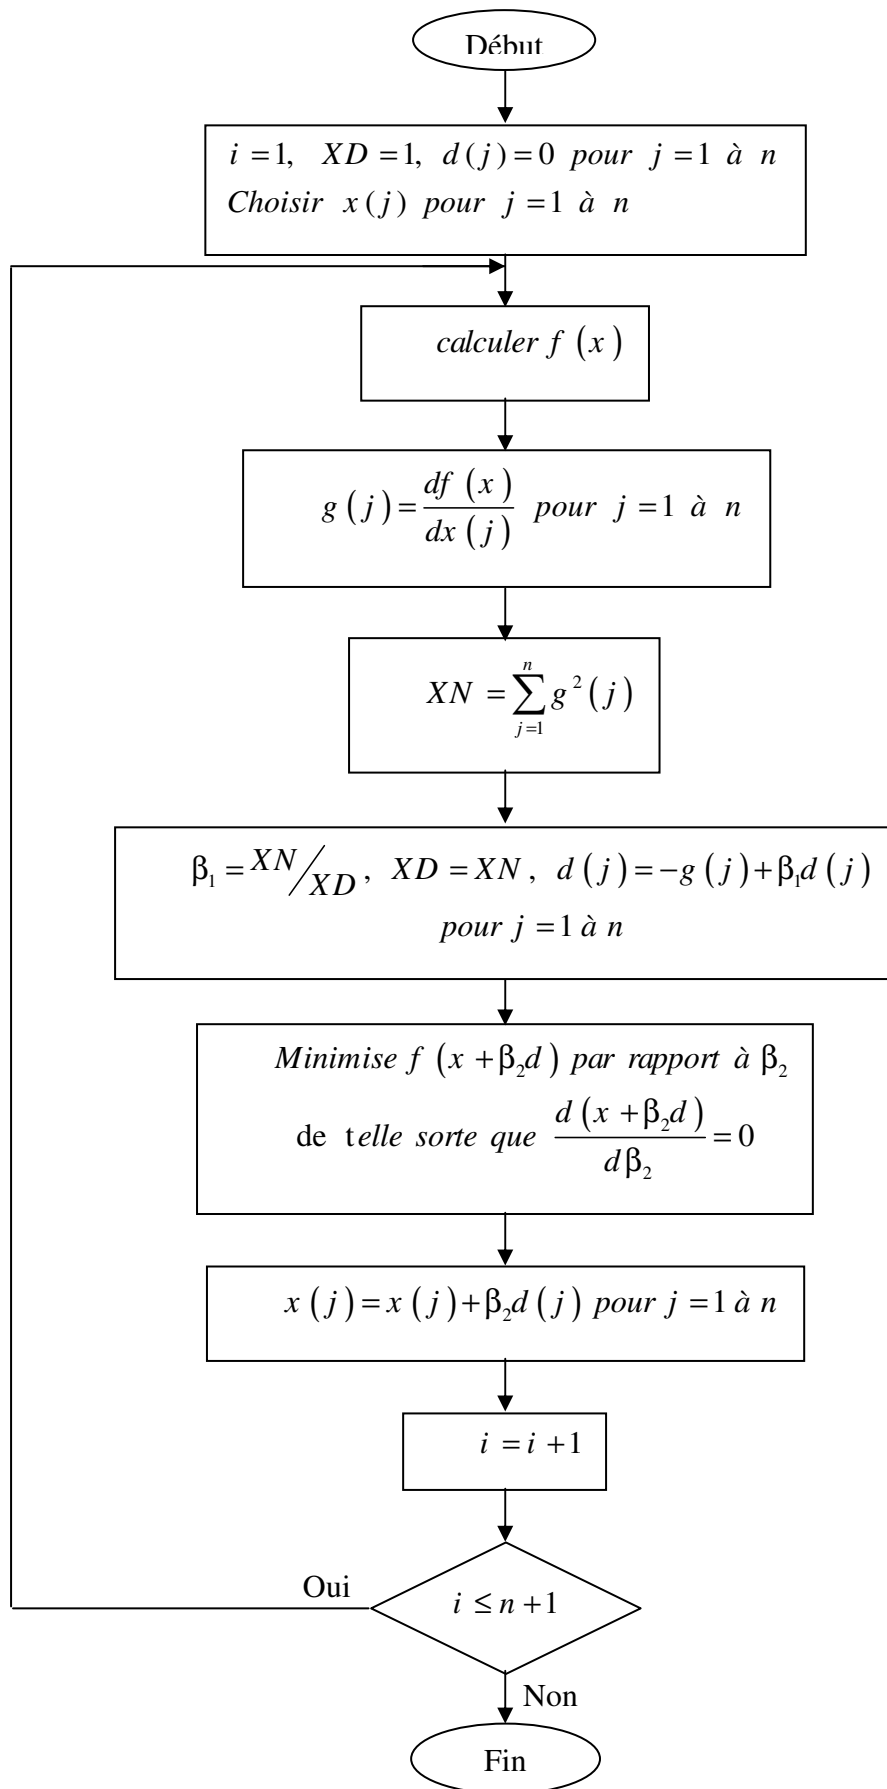 Début
i = 1, XD = 1, d(j) = 0 pour j = 1 à n
Choisir x(j) pour j = 1 à n
calculer f(x)
g(j) = df(x)/dx(j) pour j = 1 à n
XN = ∑_{j=1}^{n} g²(j)
β₁ = XN/XD, XD = XN, d(j) = −g(j) + β₁d(j)
pour j = 1 à n
Minimise f(x + β₂d) par rapport à β₂
de telle sorte que d(x + β₂d)/dβ₂ = 0
x(j) = x(j) + β₂d(j) pour j = 1 à n
i = i + 1
Oui
i ≤ n + 1
Non
Fin